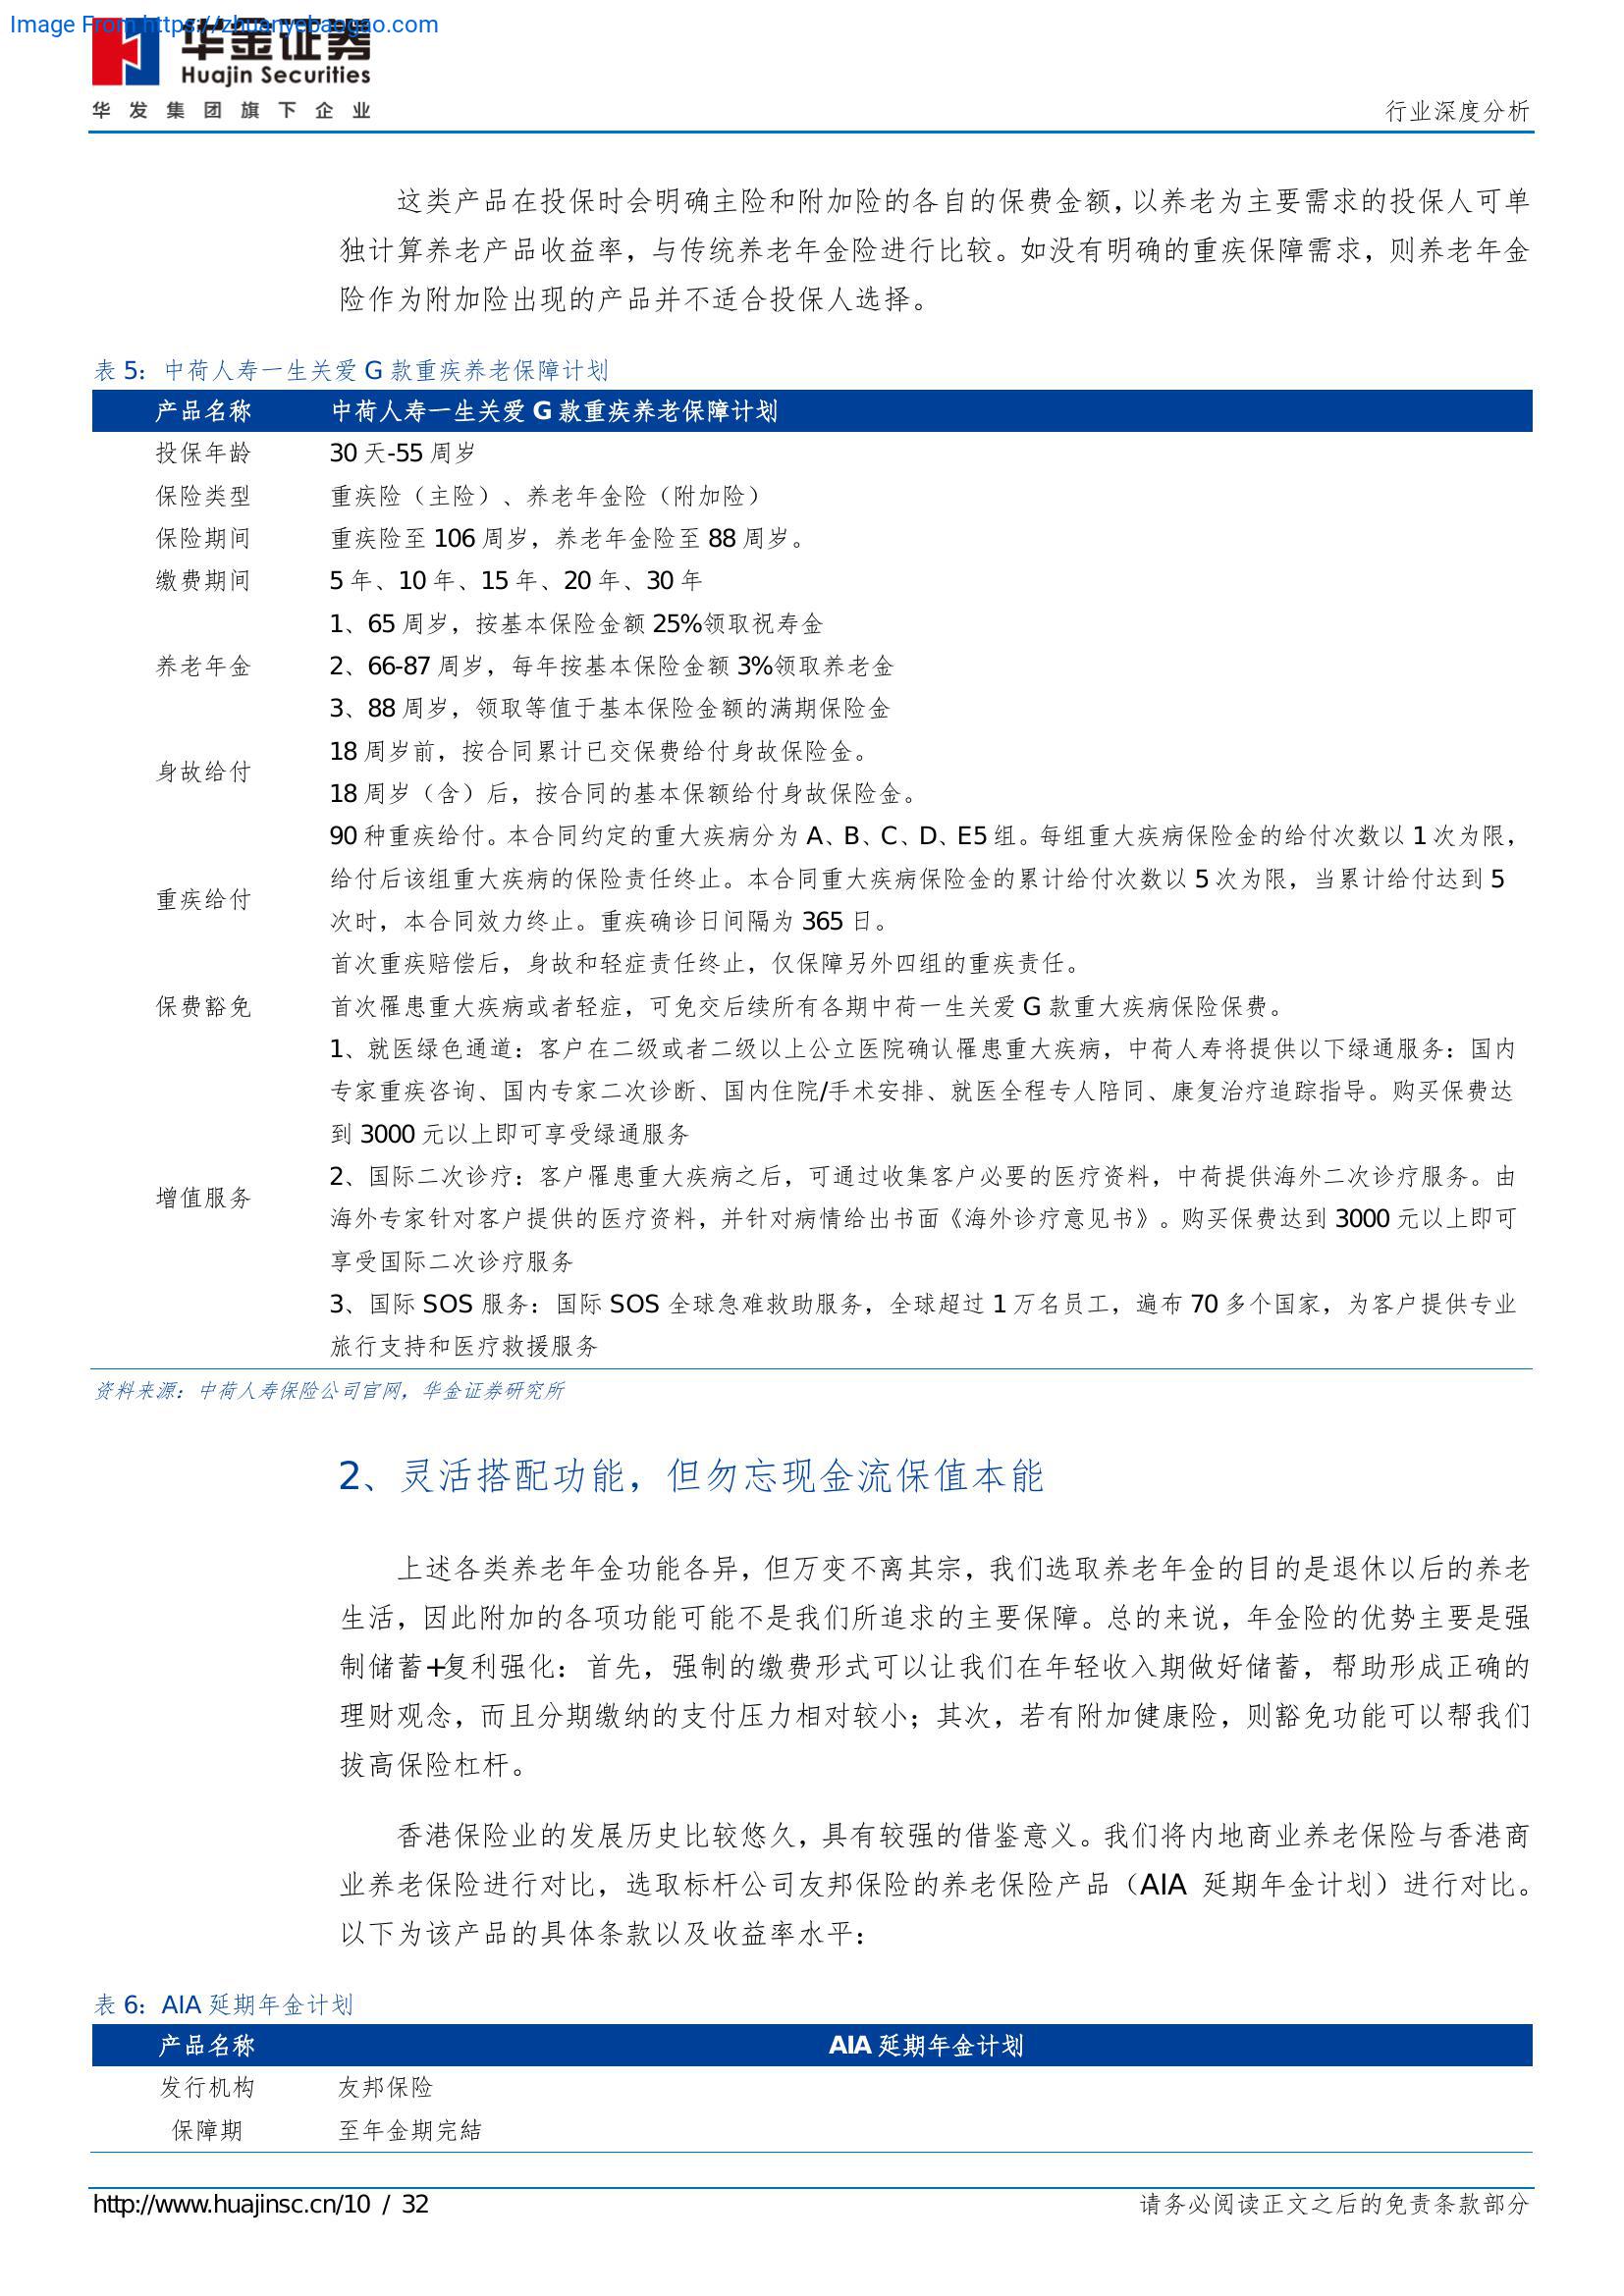 Image From https://zhuanyebaogao.com
华金证券
Huajin Securities
华发集团旗下企业
行业深度分析
这类产品在投保时会明确主险和附加险的各自的保费金额，以养老为主要需求的投保人可单
独计算养老产品收益率，与传统养老年金险进行比较。如没有明确的重疾保障需求，则养老年金
险作为附加险出现的产品并不适合投保人选择。
表 5：中荷人寿一生关爱 G 款重疾养老保障计划
产品名称 中荷人寿一生关爱 G 款重疾养老保障计划
投保年龄 30 天-55 周岁
保险类型 重疾险（主险）、养老年金险（附加险）
保险期间 重疾险至 106 周岁，养老年金险至 88 周岁。
缴费期间 5 年、10 年、15 年、20 年、30 年
1、65 周岁，按基本保险金额 25%领取祝寿金
养老年金 2、66-87 周岁，每年按基本保险金额 3%领取养老金
3、88 周岁，领取等值于基本保险金额的满期保险金
18 周岁前，按合同累计已交保费给付身故保险金。
身故给付
18 周岁（含）后，按合同的基本保额给付身故保险金。
90 种重疾给付。本合同约定的重大疾病分为 A、B、C、D、E5 组。每组重大疾病保险金的给付次数以 1 次为限，
给付后该组重大疾病的保险责任终止。本合同重大疾病保险金的累计给付次数以 5 次为限，当累计给付达到 5
重疾给付
次时，本合同效力终止。重疾确诊日间隔为 365 日。
首次重疾赔偿后，身故和轻症责任终止，仅保障另外四组的重疾责任。
保费豁免 首次罹患重大疾病或者轻症，可免交后续所有各期中荷一生关爱 G 款重大疾病保险保费。
1、就医绿色通道：客户在二级或者二级以上公立医院确认罹患重大疾病，中荷人寿将提供以下绿通服务：国内
专家重疾咨询、国内专家二次诊断、国内住院/手术安排、就医全程专人陪同、康复治疗追踪指导。购买保费达
到 3000 元以上即可享受绿通服务
2、国际二次诊疗：客户罹患重大疾病之后，可通过收集客户必要的医疗资料，中荷提供海外二次诊疗服务。由
增值服务
海外专家针对客户提供的医疗资料，并针对病情给出书面《海外诊疗意见书》。购买保费达到 3000 元以上即可
享受国际二次诊疗服务
3、国际 SOS 服务：国际 SOS 全球急难救助服务，全球超过 1 万名员工，遍布 70 多个国家，为客户提供专业
旅行支持和医疗救援服务
资料来源：中荷人寿保险公司官网，华金证券研究所
2、灵活搭配功能，但勿忘现金流保值本能
上述各类养老年金功能各异，但万变不离其宗，我们选取养老年金的目的是退休以后的养老
生活，因此附加的各项功能可能不是我们所追求的主要保障。总的来说，年金险的优势主要是强
制储蓄+复利强化：首先，强制的缴费形式可以让我们在年轻收入期做好储蓄，帮助形成正确的
理财观念，而且分期缴纳的支付压力相对较小；其次，若有附加健康险，则豁免功能可以帮我们
拔高保险杠杆。
香港保险业的发展历史比较悠久，具有较强的借鉴意义。我们将内地商业养老保险与香港商
业养老保险进行对比，选取标杆公司友邦保险的养老保险产品（AIA 延期年金计划）进行对比。
以下为该产品的具体条款以及收益率水平：
表 6：AIA 延期年金计划
产品名称 AIA 延期年金计划
发行机构 友邦保险
保障期 至年金期完結
http://www.huajinsc.cn/10 / 32
请务必阅读正文之后的免责条款部分